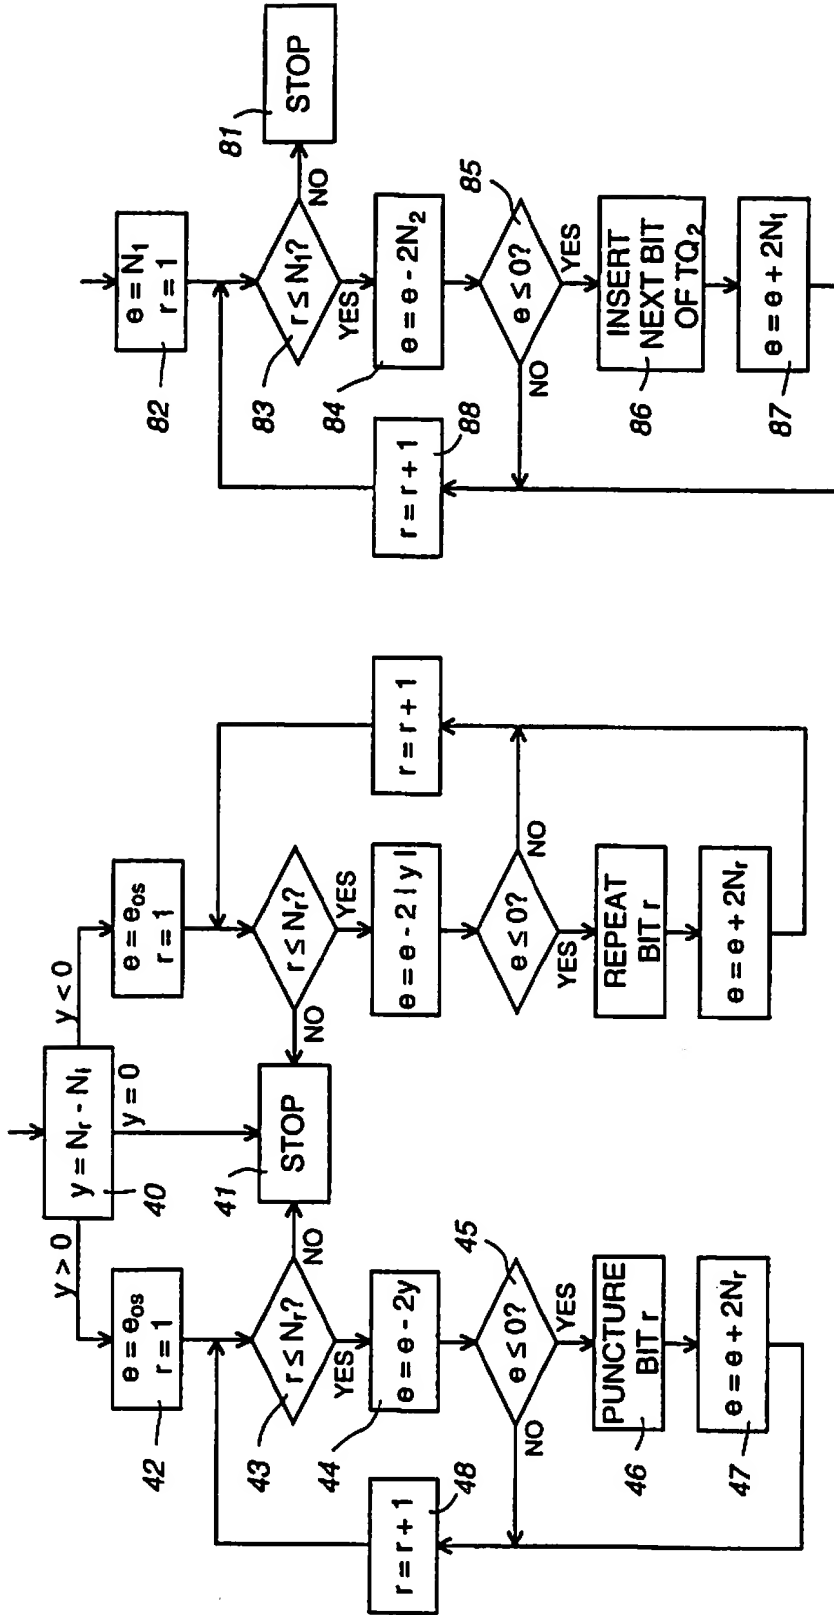 y = Nᵣ - Nᵢ
40
y > 0
y = 0
y < 0
e = e_OS
r = 1
42
r ≤ Nᵣ?
43
NO
YES
STOP
41
e = e - 2y
44
e ≤ 0?
45
NO
YES
PUNCTURE
BIT r
46
e = e + 2Nᵣ
47
r = r + 1
48
e = e_OS
r = 1
r ≤ Nᵣ?
NO
YES
e = e - 2 | y |
e ≤ 0?
NO
YES
REPEAT
BIT r
e = e + 2Nᵣ
r = r + 1
e = N₁
r = 1
82
r ≤ N₁?
83
NO
YES
STOP
81
e = e - 2N₂
84
e ≤ 0?
85
NO
YES
INSERT
NEXT BIT
OF TQ₂
86
e = e + 2N₁
87
r = r + 1
88